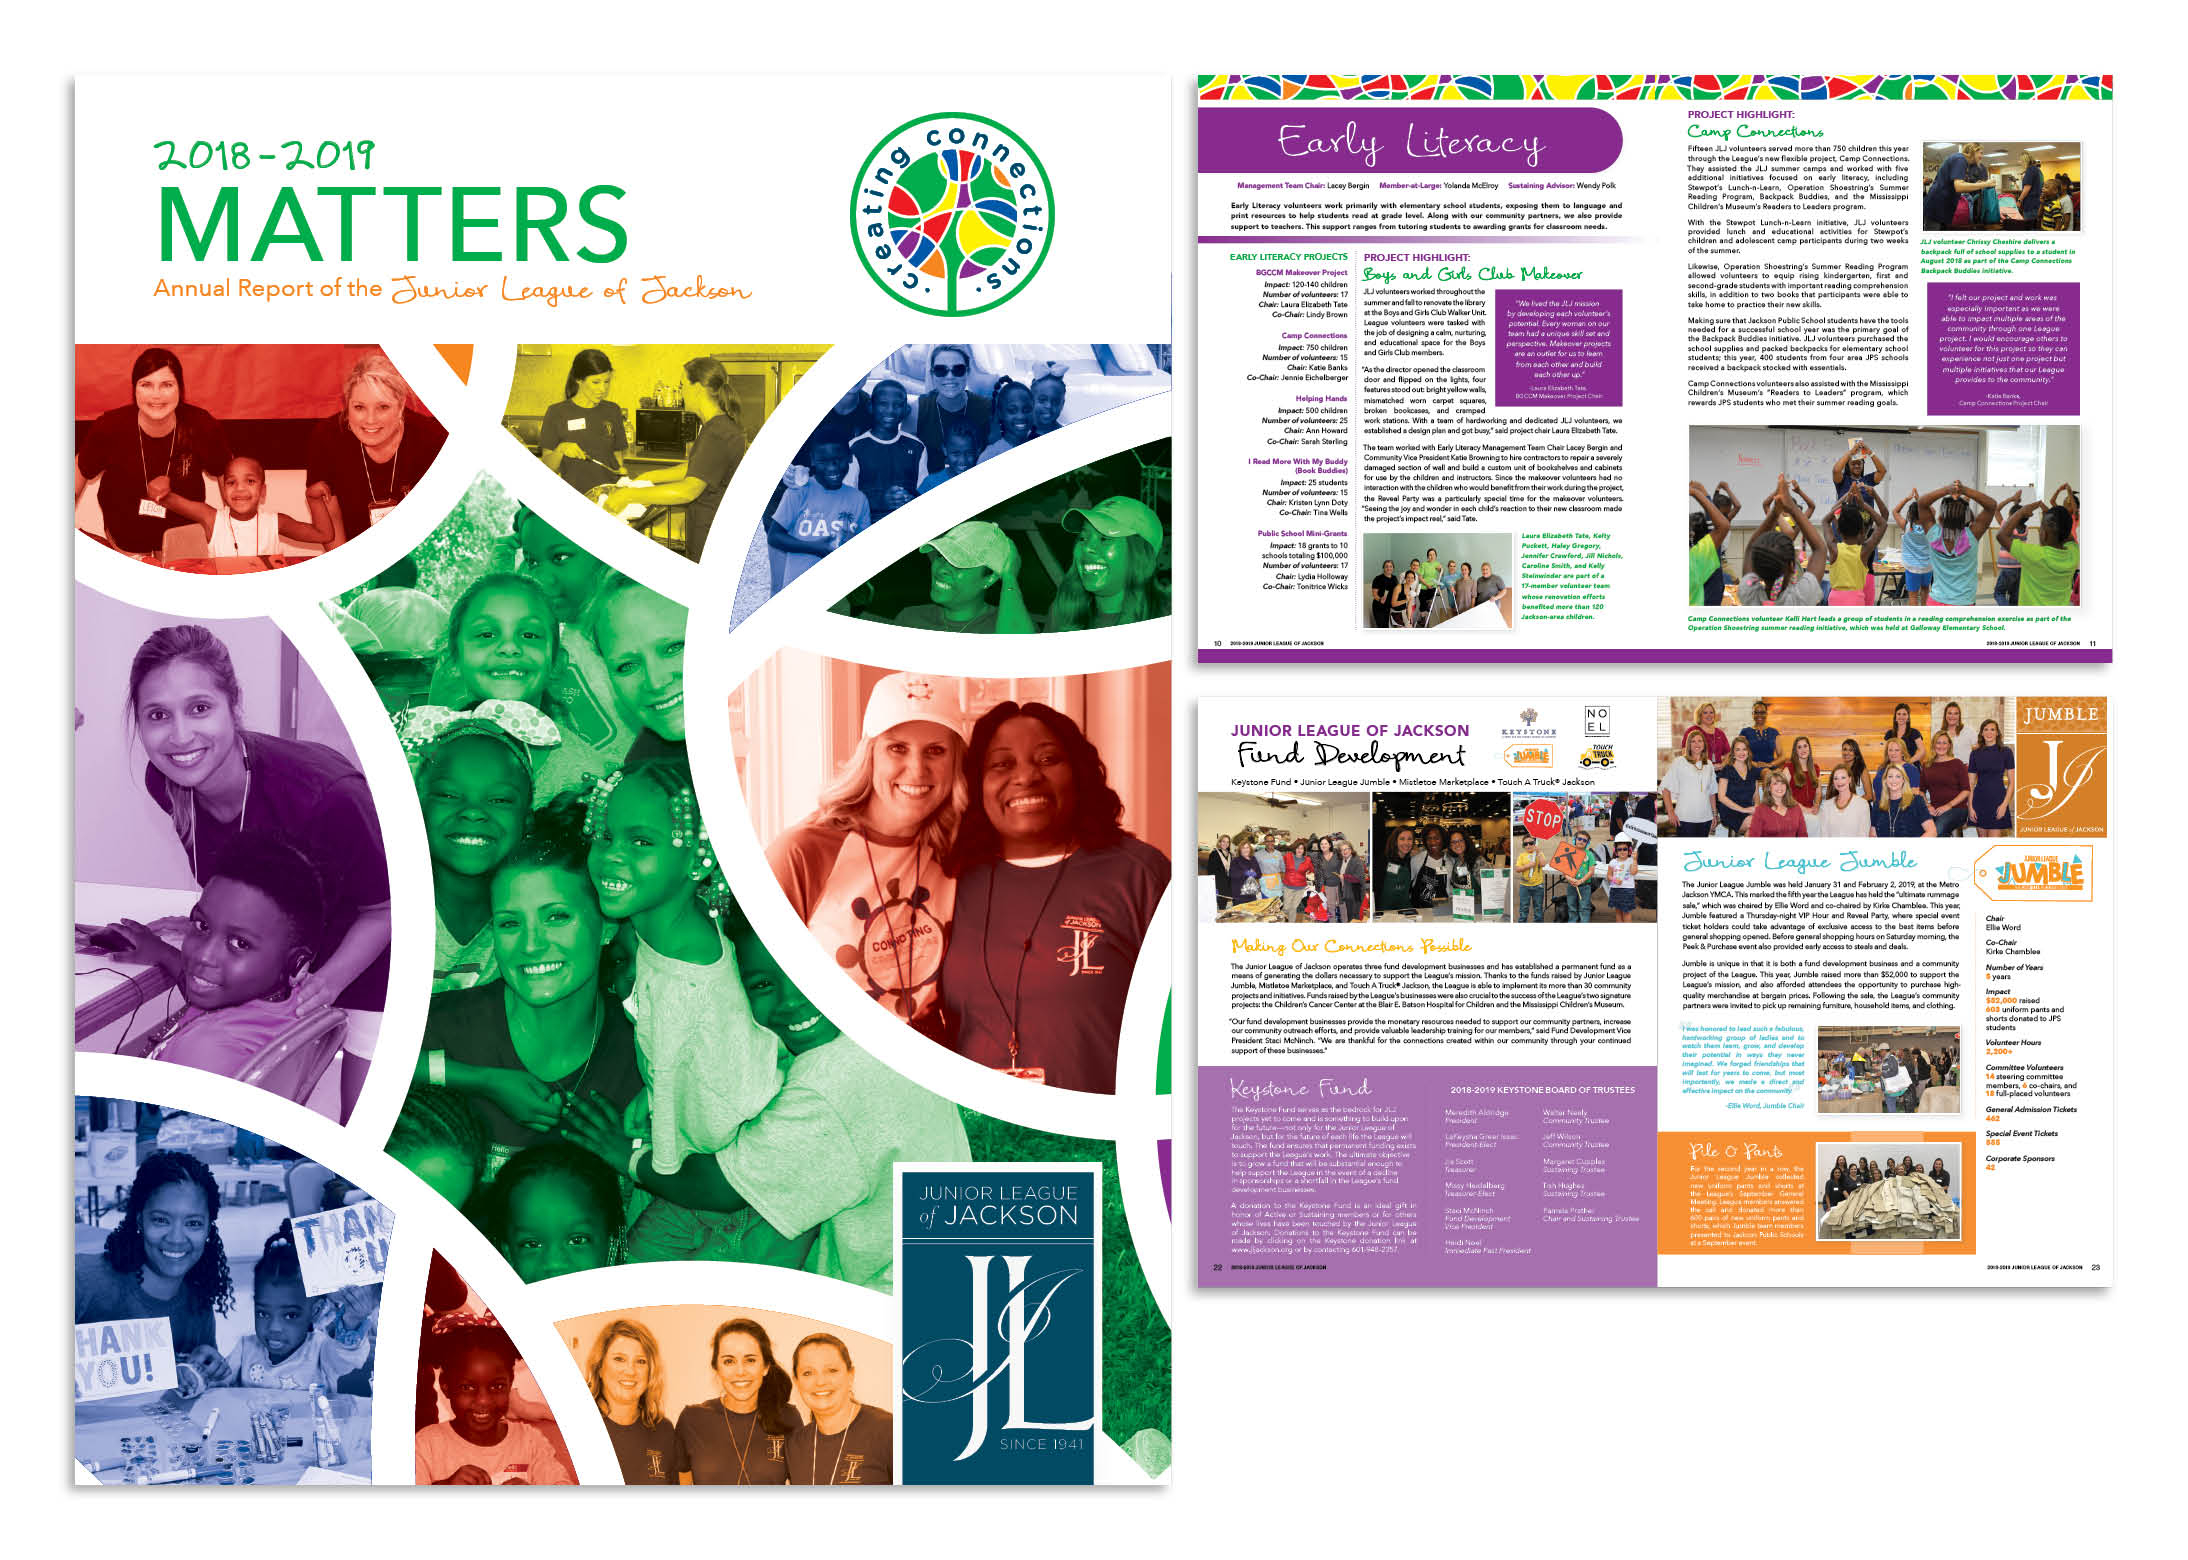 2018-2019
MATTERS
Annual Report of the Junior League of Jackson
creating connections.
LEIGH
OAS
CONNECTING
JUNIOR LEAGUE
of JACKSON
JL
SINCE 1941
Hello
THANK
YOU!
HANK
YOU!
JUNIOR LEAGUE
of JACKSON
JL
SINCE 1941
Early Literacy
Management Team Chair: Lacey Bergin Member-at-Large: Yolanda McElroy Sustaining Advisor: Wendy Polk
Early Literacy volunteers work primarily with elementary school students, exposing them to language and
print resources to help students read at grade level. Along with our community partners, we also provide
support to teachers. This support ranges from tutoring students to awarding grants for classroom needs.
EARLY LITERACY PROJECTS
BGCCM Makeover Project
Impact: 120-140 children
Number of volunteers: 17
Chair: Laura Elizabeth Tate
Co-Chair: Lindy Brown
Camp Connections
Impact: 750 children
Number of volunteers: 15
Chair: Katie Banks
Co-Chair: Jennie Eichelberger
Helping Hands
Impact: 500 children
Number of volunteers: 25
Chair: Ann Howard
Co-Chair: Sarah Sterling
I Read More With My Buddy
(Book Buddies)
Impact: 25 students
Number of volunteers: 15
Chair: Kristen Lynn Doty
Co-Chair: Tina Wells
Public School Mini-Grants
Impact: 18 grants to 10
schools totaling $100,000
Number of volunteers: 17
Chair: Lydia Holloway
Co-Chair: Tonitrice Wicks
PROJECT HIGHLIGHT:
Boys and Girls Club Makeover
JLJ volunteers worked throughout the
summer and fall to renovate the library
at the Boys and Girls Club Walker Unit.
League volunteers were tasked with
the job of designing a calm, nurturing,
and educational space for the Boys
and Girls Club members.
"As the director opened the classroom
door and flipped on the lights, four
features stood out: bright yellow walls,
mismatched worn carpet squares,
broken bookcases, and cramped
work stations. With a team of hardworking and dedicated JLJ volunteers, we
established a design plan and got busy," said project chair Laura Elizabeth Tate.
"We lived the JLJ mission
by developing each volunteer's
potential. Every woman on our
team had a unique skill set and
perspective. Makeover projects
are an outlet for us to learn
from each other and build
each other up."
-Laura Elizabeth Tate,
BGCCM Makeover Project Chair
The team worked with Early Literacy Management Team Chair Lacey Bergin and
Community Vice President Katie Browning to hire contractors to repair a severely
damaged section of wall and build a custom unit of bookshelves and cabinets
for use by the children and instructors. Since the makeover volunteers had no
interaction with the children who would benefit from their work during the project,
the Reveal Party was a particularly special time for the makeover volunteers.
"Seeing the joy and wonder in each child's reaction to their new classroom made
the project's impact real," said Tate.
Laura Elizabeth Tate, Kelty
Puckett, Haley Gregory,
Jennifer Crawford, Jill Nichols,
Caroline Smith, and Kelly
Steinwinder are part of a
17-member volunteer team
whose renovation efforts
benefited more than 120
Jackson-area children.
10 2018-2019 JUNIOR LEAGUE OF JACKSON
PROJECT HIGHLIGHT:
Camp Connections
Fifteen JLJ volunteers served more than 750 children this year
through the League's new flexible project, Camp Connections.
They assisted the JLJ summer camps and worked with five
additional initiatives focused on early literacy, including
Stewpot's Lunch-n-Learn, Operation Shoestring's Summer
Reading Program, Backpack Buddies, and the Mississippi
Children's Museum's Readers to Leaders program.
With the Stewpot Lunch-n-Learn initiative, JLJ volunteers
provided lunch and educational activities for Stewpot's
children and adolescent camp participants during two weeks
of the summer.
Likewise, Operation Shoestring's Summer Reading Program
allowed volunteers to equip rising kindergarten, first and
second-grade students with important reading comprehension
skills, in addition to two books that participants were able to
take home to practice their new skills.
Making sure that Jackson Public School students have the tools
needed for a successful school year was the primary goal of
the Backpack Buddies initiative. JLJ volunteers purchased the
school supplies and packed backpacks for elementary school
students; this year, 400 students from four area JPS schools
received a backpack stocked with essentials.
Camp Connections volunteers also assisted with the Mississippi
Children's Museum's "Readers to Leaders" program, which
rewards JPS students who met their summer reading goals.
JLJ volunteer Chrissy Cheshire delivers a
backpack full of school supplies to a student in
August 2018 as part of the Camp Connections
Backpack Buddies initiative.
"I felt our project and work was
especially important as we were
able to impact multiple areas of the
community through one League
project. I would encourage others to
volunteer for this project so they can
experience not just one project but
multiple initiatives that our League
provides to the community."
-Katie Banks,
Camp Connections Project Chair
Camp Connections volunteer Kelli Hart leads a group of students in a reading comprehension exercise as part of the
Operation Shoestring summer reading initiative, which was held at Galloway Elementary School.
2018-2019 JUNIOR LEAGUE OF JACKSON 11
JUNIOR LEAGUE OF JACKSON
Fund Development
KEYSTONE
NO
EL
JUMBLE
TOUCH
TRUCK
Keystone Fund • Junior League Jumble • Mistletoe Marketplace • Touch A Truck® Jackson
STOP
Making Our Connections Possible
The Junior League of Jackson operates three fund development businesses and has established a permanent fund as a
means of generating the dollars necessary to support the League's mission. Thanks to the funds raised by Junior League
Jumble, Mistletoe Marketplace, and Touch A Truck® Jackson, the League is able to implement its more than 30 community
projects and initiatives. Funds raised by the League's businesses were also crucial to the success of the League's two signature
projects: the Children's Cancer Center at the Blair E. Batson Hospital for Children and the Mississippi Children's Museum.
"Our fund development businesses provide the monetary resources needed to support our community partners, increase
our community outreach efforts, and provide valuable leadership training for our members," said Fund Development Vice
President Staci McNinch. "We are thankful for the connections created within our community through your continued
support of these businesses."
Keystone Fund
The Keystone Fund serves as the bedrock for JLJ
projects yet to come and is something to build upon
for the future—not only for the Junior League of
Jackson, but for the future of each life the League will
touch. The fund ensures that permanent funding exists
to support the League's work. The ultimate objective
is to grow a fund that will be substantial enough to
help support the League in the event of a decline
in sponsorships or a shortfall in the League's fund
development businesses.
A donation to the Keystone Fund is an ideal gift in
honor of Active or Sustaining members or for others
whose lives have been touched by the Junior League
of Jackson. Donations to the Keystone Fund can be
made by clicking on the Keystone donation link at
www.jljackson.org or by contacting 601-948-2357.
2018-2019 KEYSTONE BOARD OF TRUSTEES
Meredith Aldridge
President
LaKeysha Greer Isaac
President-Elect
Jie Scott
Treasurer
Missy Heidelberg
Treasurer Elect
Staci McNinch
Fund Development
Vice President
Heidi Noel
Immediate Past President
Walter Neely
Community Trustee
Jeff Wilson
Community Trustee
Margaret Cupples
Sustaining Trustee
Trish Hughes
Sustaining Trustee
Pamela Prather
Chair and Sustaining Trustee
22 2018-2019 JUNIOR LEAGUE OF JACKSON
JUMBLE
JJ
JUNIOR LEAGUE of JACKSON
Junior League Jumble
JUNIOR LEAGUE
JUMBLE
The Junior League Jumble was held January 31 and February 2, 2019, at the Metro
Jackson YMCA. This marked the fifth year the League has held the "ultimate rummage
sale," which was chaired by Ellie Word and co-chaired by Kirke Chamblee. This year,
Jumble featured a Thursday-night VIP Hour and Reveal Party, where special event
ticket holders could take advantage of exclusive access to the best items before
general shopping opened. Before general shopping hours on Saturday morning, the
Peek & Purchase event also provided early access to steals and deals.
Jumble is unique in that it is both a fund development business and a community
project of the League. This year, Jumble raised more than $52,000 to support the
League's mission, and also afforded attendees the opportunity to purchase high-
quality merchandise at bargain prices. Following the sale, the League's community
partners were invited to pick up remaining furniture, household items, and clothing.
I was honored to lead such a fabulous,
hardworking group of ladies and to
watch them learn, grow, and develop
their potential in ways they never
imagined. We forged friendships that
will last for years to come, but most
importantly, we made a direct and
effective impact on the community
-Ellie Word, Jumble Chair
Pile O Pants
For the second year in a row, the
Junior League Jumble collected
new uniform pants and shorts at
the League's September General
Meeting. League members answered
the call and donated more than
600 pairs of new uniform pants and
shorts, which Jumble team members
presented to Jackson Public Schools
at a September event.
Chair
Ellie Word
Co-Chair
Kirke Chamblee
Number of Years
5 years
Impact
$52,000 raised
603 uniform pants and
shorts donated to JPS
students
Volunteer Hours
2,200+
Committee Volunteers
14 steering committee
members, 6 co-chairs, and
18 full-placed volunteers
General Admission Tickets
462
Special Event Tickets
555
Corporate Sponsors
42
2018-2019 JUNIOR LEAGUE OF JACKSON 23